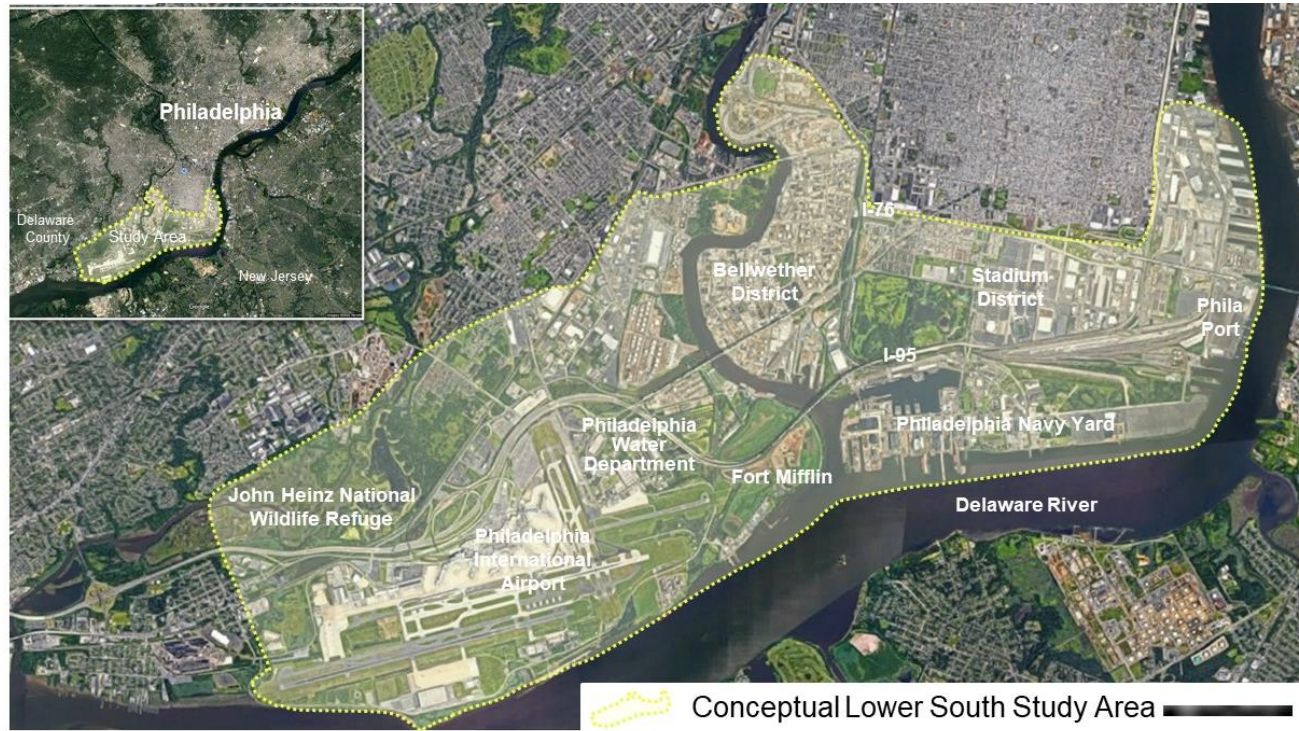 Philadelphia
Delaware
County
Study Area
New Jersey
Google
I-76
Bellwether
District
Stadium
District
Phila
Port
I-95
Philadelphia
Water
Department
Philadelphia Navy Yard
Fort Mifflin
John Heinz National
Wildlife Refuge
Delaware River
Philadelphia
International
Airport
Conceptual Lower South Study Area